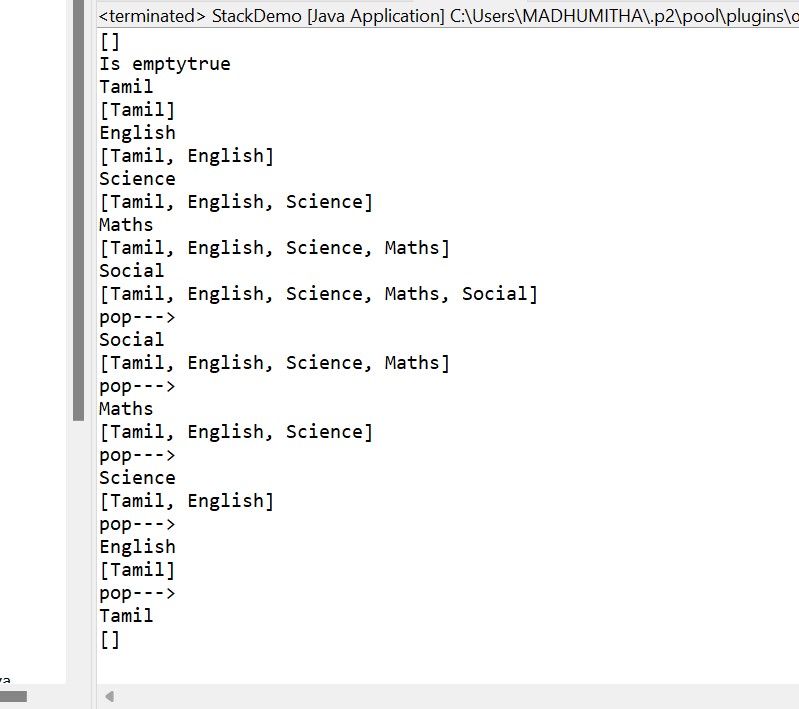 <terminated> StackDemo [Java Application] C:\Users\MADHUMITHA\.p2\pool\plugins\o
[]
Is emptytrue
Tamil
[Tamil]
English
[Tamil, English]
Science
[Tamil, English, Science]
Maths
[Tamil, English, Science, Maths]
Social
[Tamil, English, Science, Maths, Social]
pop--->
Social
[Tamil, English, Science, Maths]
pop--->
Maths
[Tamil, English, Science]
pop--->
Science
[Tamil, English]
pop--->
English
[Tamil]
pop--->
Tamil
[]